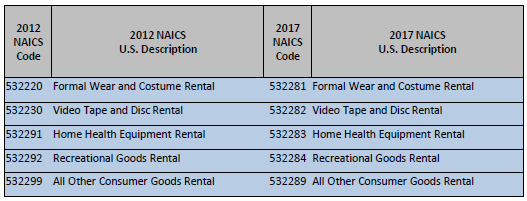 2012 NAICS Code 2012 NAICS U.S. Description 2017 NAICS Code 2017 NAICS U.S. Description
532220 Formal Wear and Costume Rental 532281 Formal Wear and Costume Rental
532230 Video Tape and Disc Rental 532282 Video Tape and Disc Rental
532291 Home Health Equipment Rental 532283 Home Health Equipment Rental
532292 Recreational Goods Rental 532284 Recreational Goods Rental
532299 All Other Consumer Goods Rental 532289 All Other Consumer Goods Rental